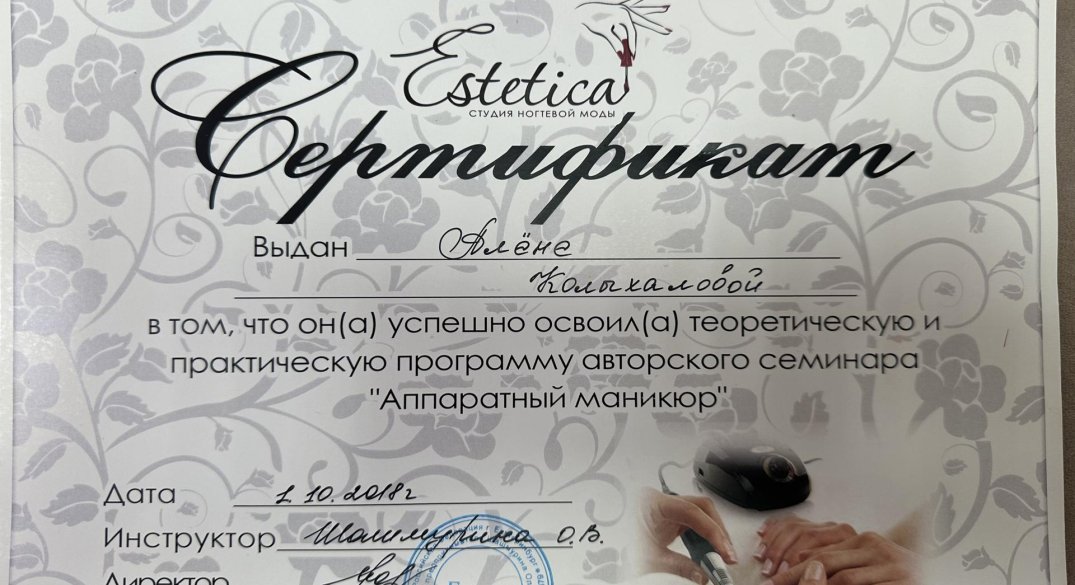 Estetica
СТУДИЯ НОГТЕВОЙ МОДЫ
Сертификат
Выдан Алёне
Колыхаловой
в том, что он(а) успешно освоил(а) теоретическую и
практическую программу авторского семинара
"Аппаратный маникюр"
Дата 1.10.2018г
Инструктор О.В.
Директор